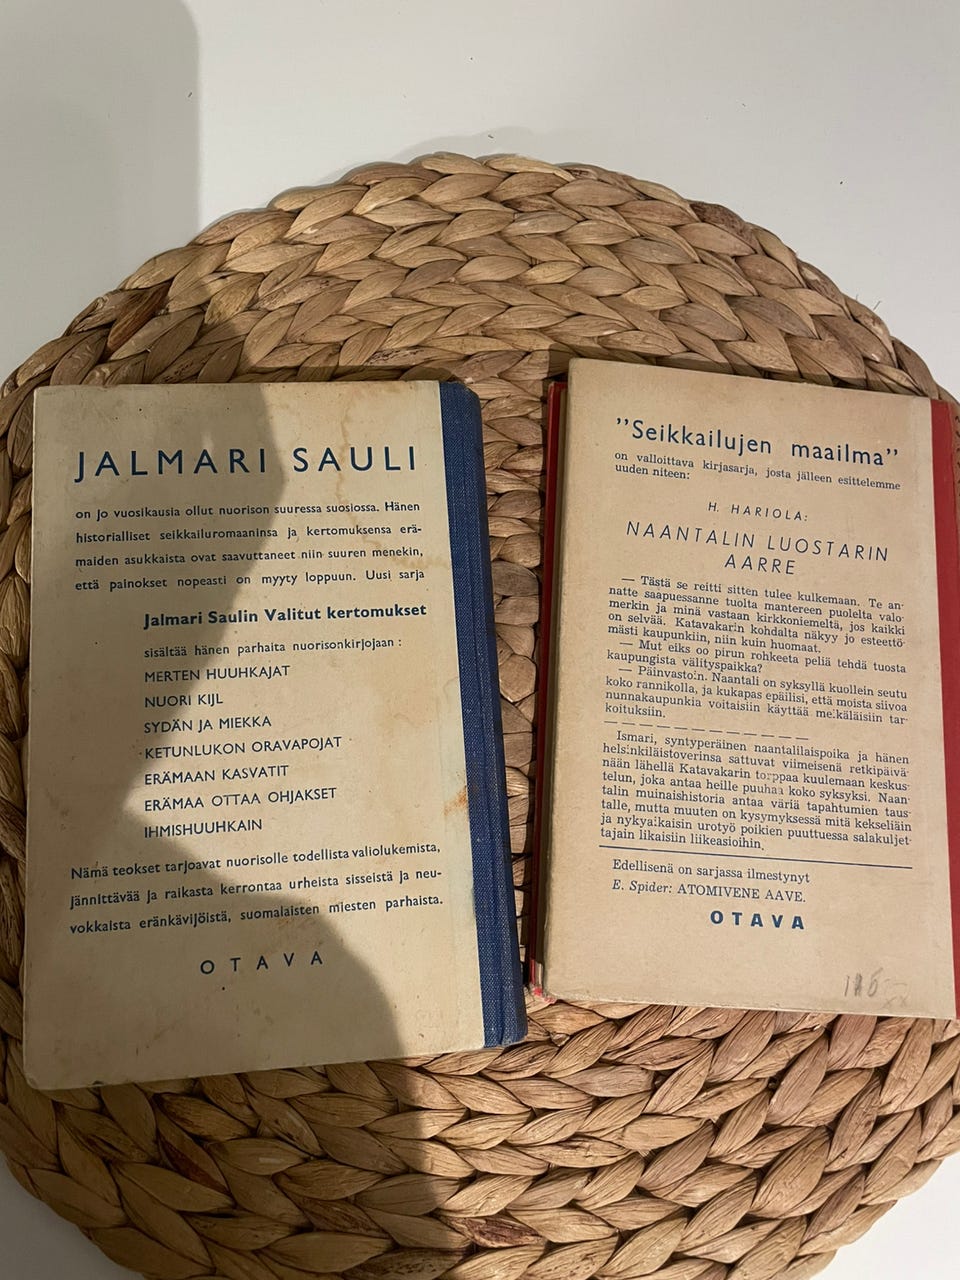 JALMARI SAULI
on jo vuosikausia ollut nuorison suuressa suosiossa. Hänen
historialliset seikkailuromaaninsa ja kertomuksensa erä-
maiden asukkaista ovat saavuttaneet niin suuren menekin,
että painokset nopeasti on myyty loppuun. Uusi sarja
Jalmari Saulin Valitut kertomukset
sisältää hänen parhaita nuorisonkirjojaan :
MERTEN HUUHKAJAT
NUORI KIJL
SYDÄN JA MIEKKA
KETUNLUKON ORAVAPOJAT
ERÄMAAN KASVATIT
ERÄMAA OTTAA OHJAKSET
IHMISHUUHKAIN
Nämä teokset tarjoavat nuorisolle todellista valiolukemista,
jännittävää ja raikasta kerrontaa urheista sisseistä ja neu-
vokkaista eränkävijöistä, suomalaisten miesten parhaista.
OTAVA
"Seikkailujen maailma"
on valloittava kirjasarja, josta jälleen esittelemme
uuden niteen:
H. HARIOLA:
NAANTALIN LUOSTARIN
AARRE
— Tästä se reitti sitten tulee kulkemaan. Te an-
natte saapuessanne tuolta mantereen puolelta valo-
merkin ja minä vastaan kirkkoniemeltä, jos kaikki
on selvää. Katavakarin kohdalta näkyy jo esteettö-
mästi kaupunkiin, niin kuin huomaat.
— Mut eiks oo pirun rohkeeta peliä tehdä tuosta
kaupungista välityspaikka?
— Päinvastoin. Naantali on syksyllä kuollein seutu
koko rannikolla, ja kukapas epäilisi, että moista siivoa
nunnakaupunkia voitaisiin käyttää meikäläisiin tar-
koituksiin.
— — — — — — — — — — — —
Ismari, syntyperäinen naantalilaispoika ja hänen
helsinkiläistoverinsa sattuvat viimeisenä retkipäivä-
nään lähellä Katavakarin torppaa kuulemaan keskus-
telun, joka antaa heille puuhaa koko syksyksi. Naan-
talin muinaishistoria antaa väriä tapahtumien taus-
talle, mutta muuten on kysymyksessä mitä kekseliäin
ja nykyaikaisin urotyö poikien puuttuessa salakuljet-
tajain likaisiin liikeasioihin.
Edellisenä on sarjassa ilmestynyt
E. Spider: ATOMIVENE AAVE.
OTAVA